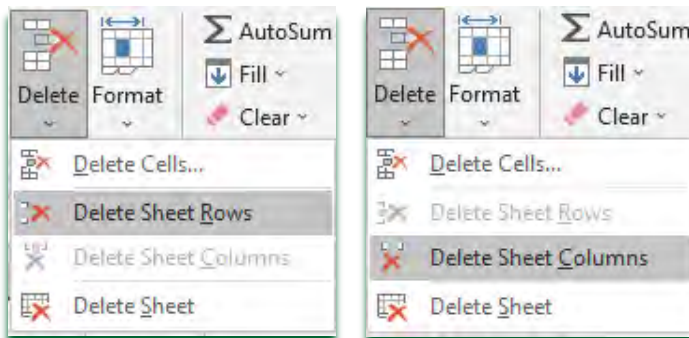 AutoSum
Fill
Delete Format
Clear
Delete Cells...
Delete Sheet Rows
Delete Sheet Columns
Delete Sheet
AutoSum
Fill
Delete Format
Clear
Delete Cells...
Delete Sheet Rows
Delete Sheet Columns
Delete Sheet